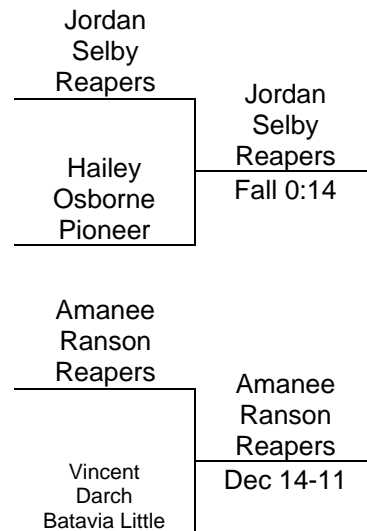 Jordan
Selby
Reapers
Jordan
Selby
Reapers
Fall 0:14
Hailey
Osborne
Pioneer
Amanee
Ranson
Reapers
Amanee
Ranson
Reapers
Dec 14-11
Vincent
Darch
Batavia Little